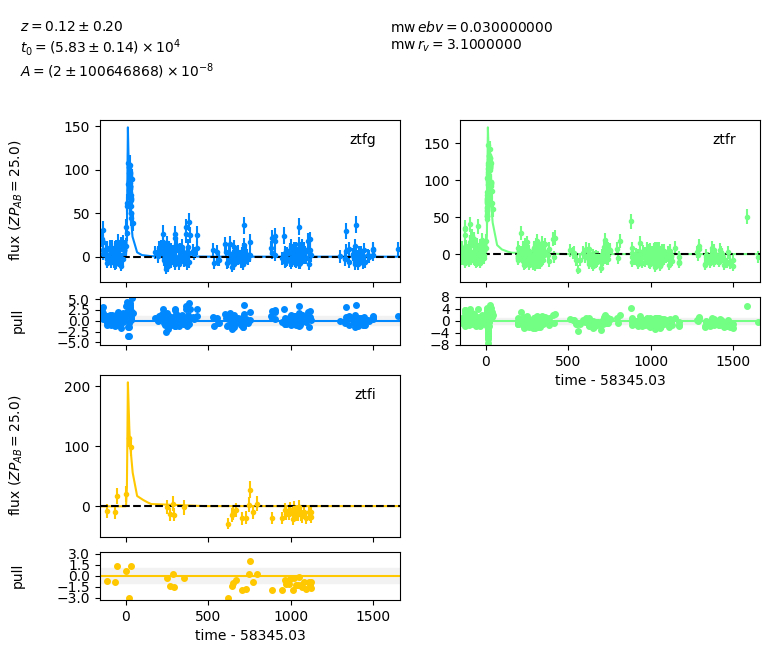 z = 0.12 ± 0.20
t₀ = (5.83 ± 0.14) × 10⁴
A = (2 ± 100646868) × 10⁻⁸
mw ebv = 0.030000000
mw r_v = 3.1000000
ztfg
flux (ZP_AB = 25.0)
150
100
50
0
pull
5.0
2.5
0.0
−2.5
−5.0
ztfr
150
100
50
0
8
4
0
−4
−8
0 500 1000 1500
time - 58345.03
ztfi
flux (ZP_AB = 25.0)
200
100
0
pull
3.0
1.5
0.0
−1.5
−3.0
0 500 1000 1500
time - 58345.03